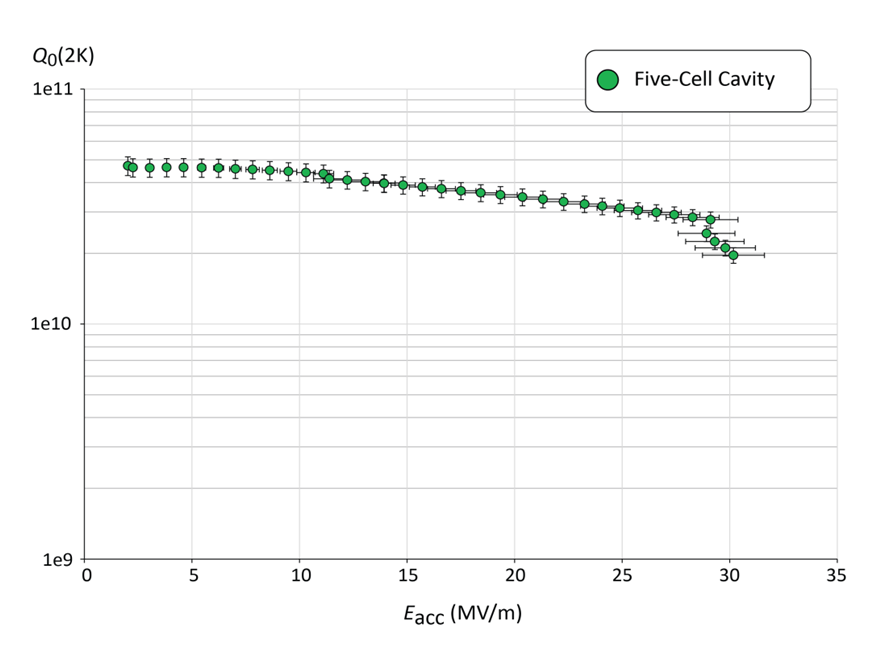 Q0(2K)
Five-Cell Cavity
1e11
1e10
1e9
0 5 10 15 20 25 30 35
Eacc (MV/m)